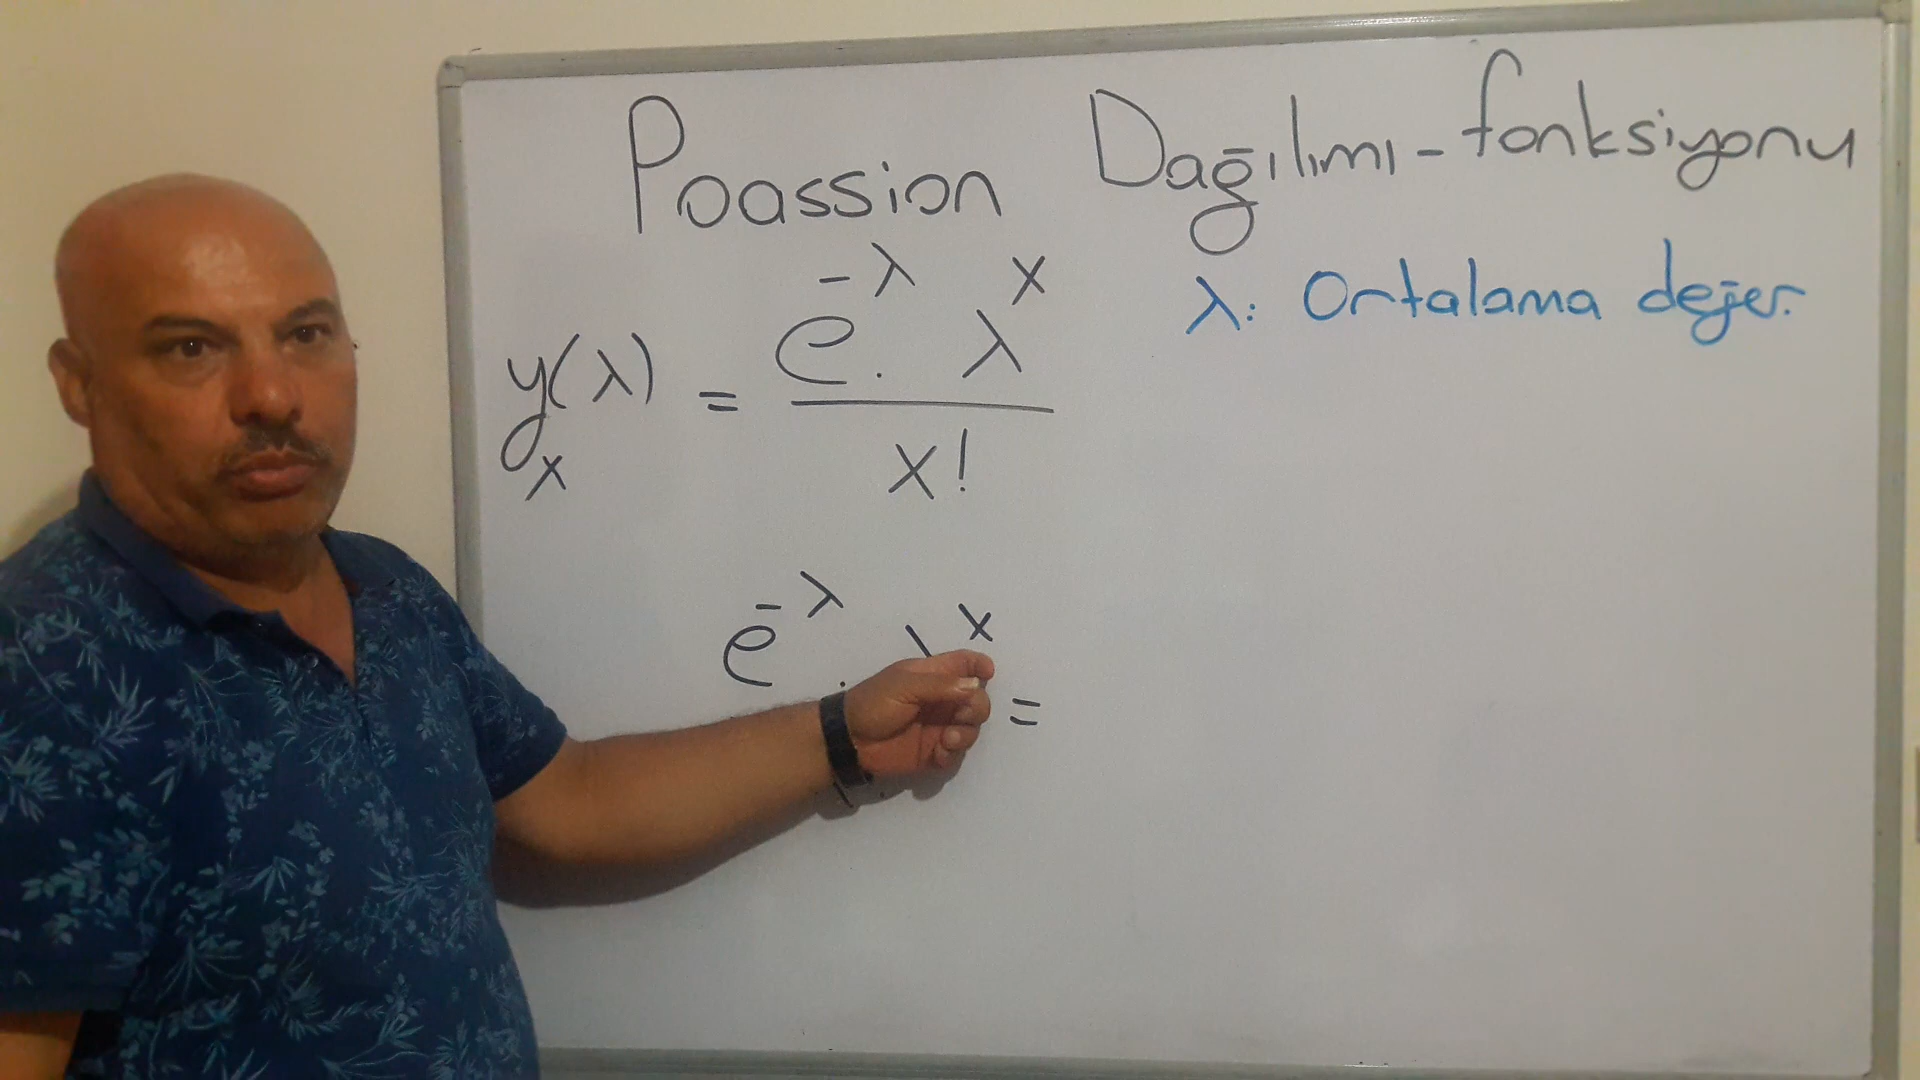 Poassion Dağılımı - fonksiyonu
λ: Ortalama değer.
y(λ) = e^-λ . λ^x / x!
x
e^-λ . λ^x =